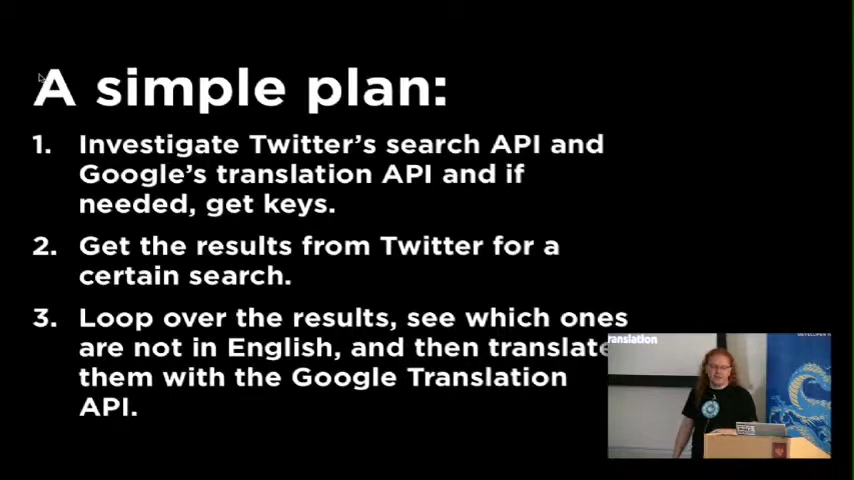 A simple plan:
1. Investigate Twitter's search API and
Google's translation API and if
needed, get keys.
2. Get the results from Twitter for a
certain search.
3. Loop over the results, see which ones
are not in English, and then translate
them with the Google Translation
API.
ranslation